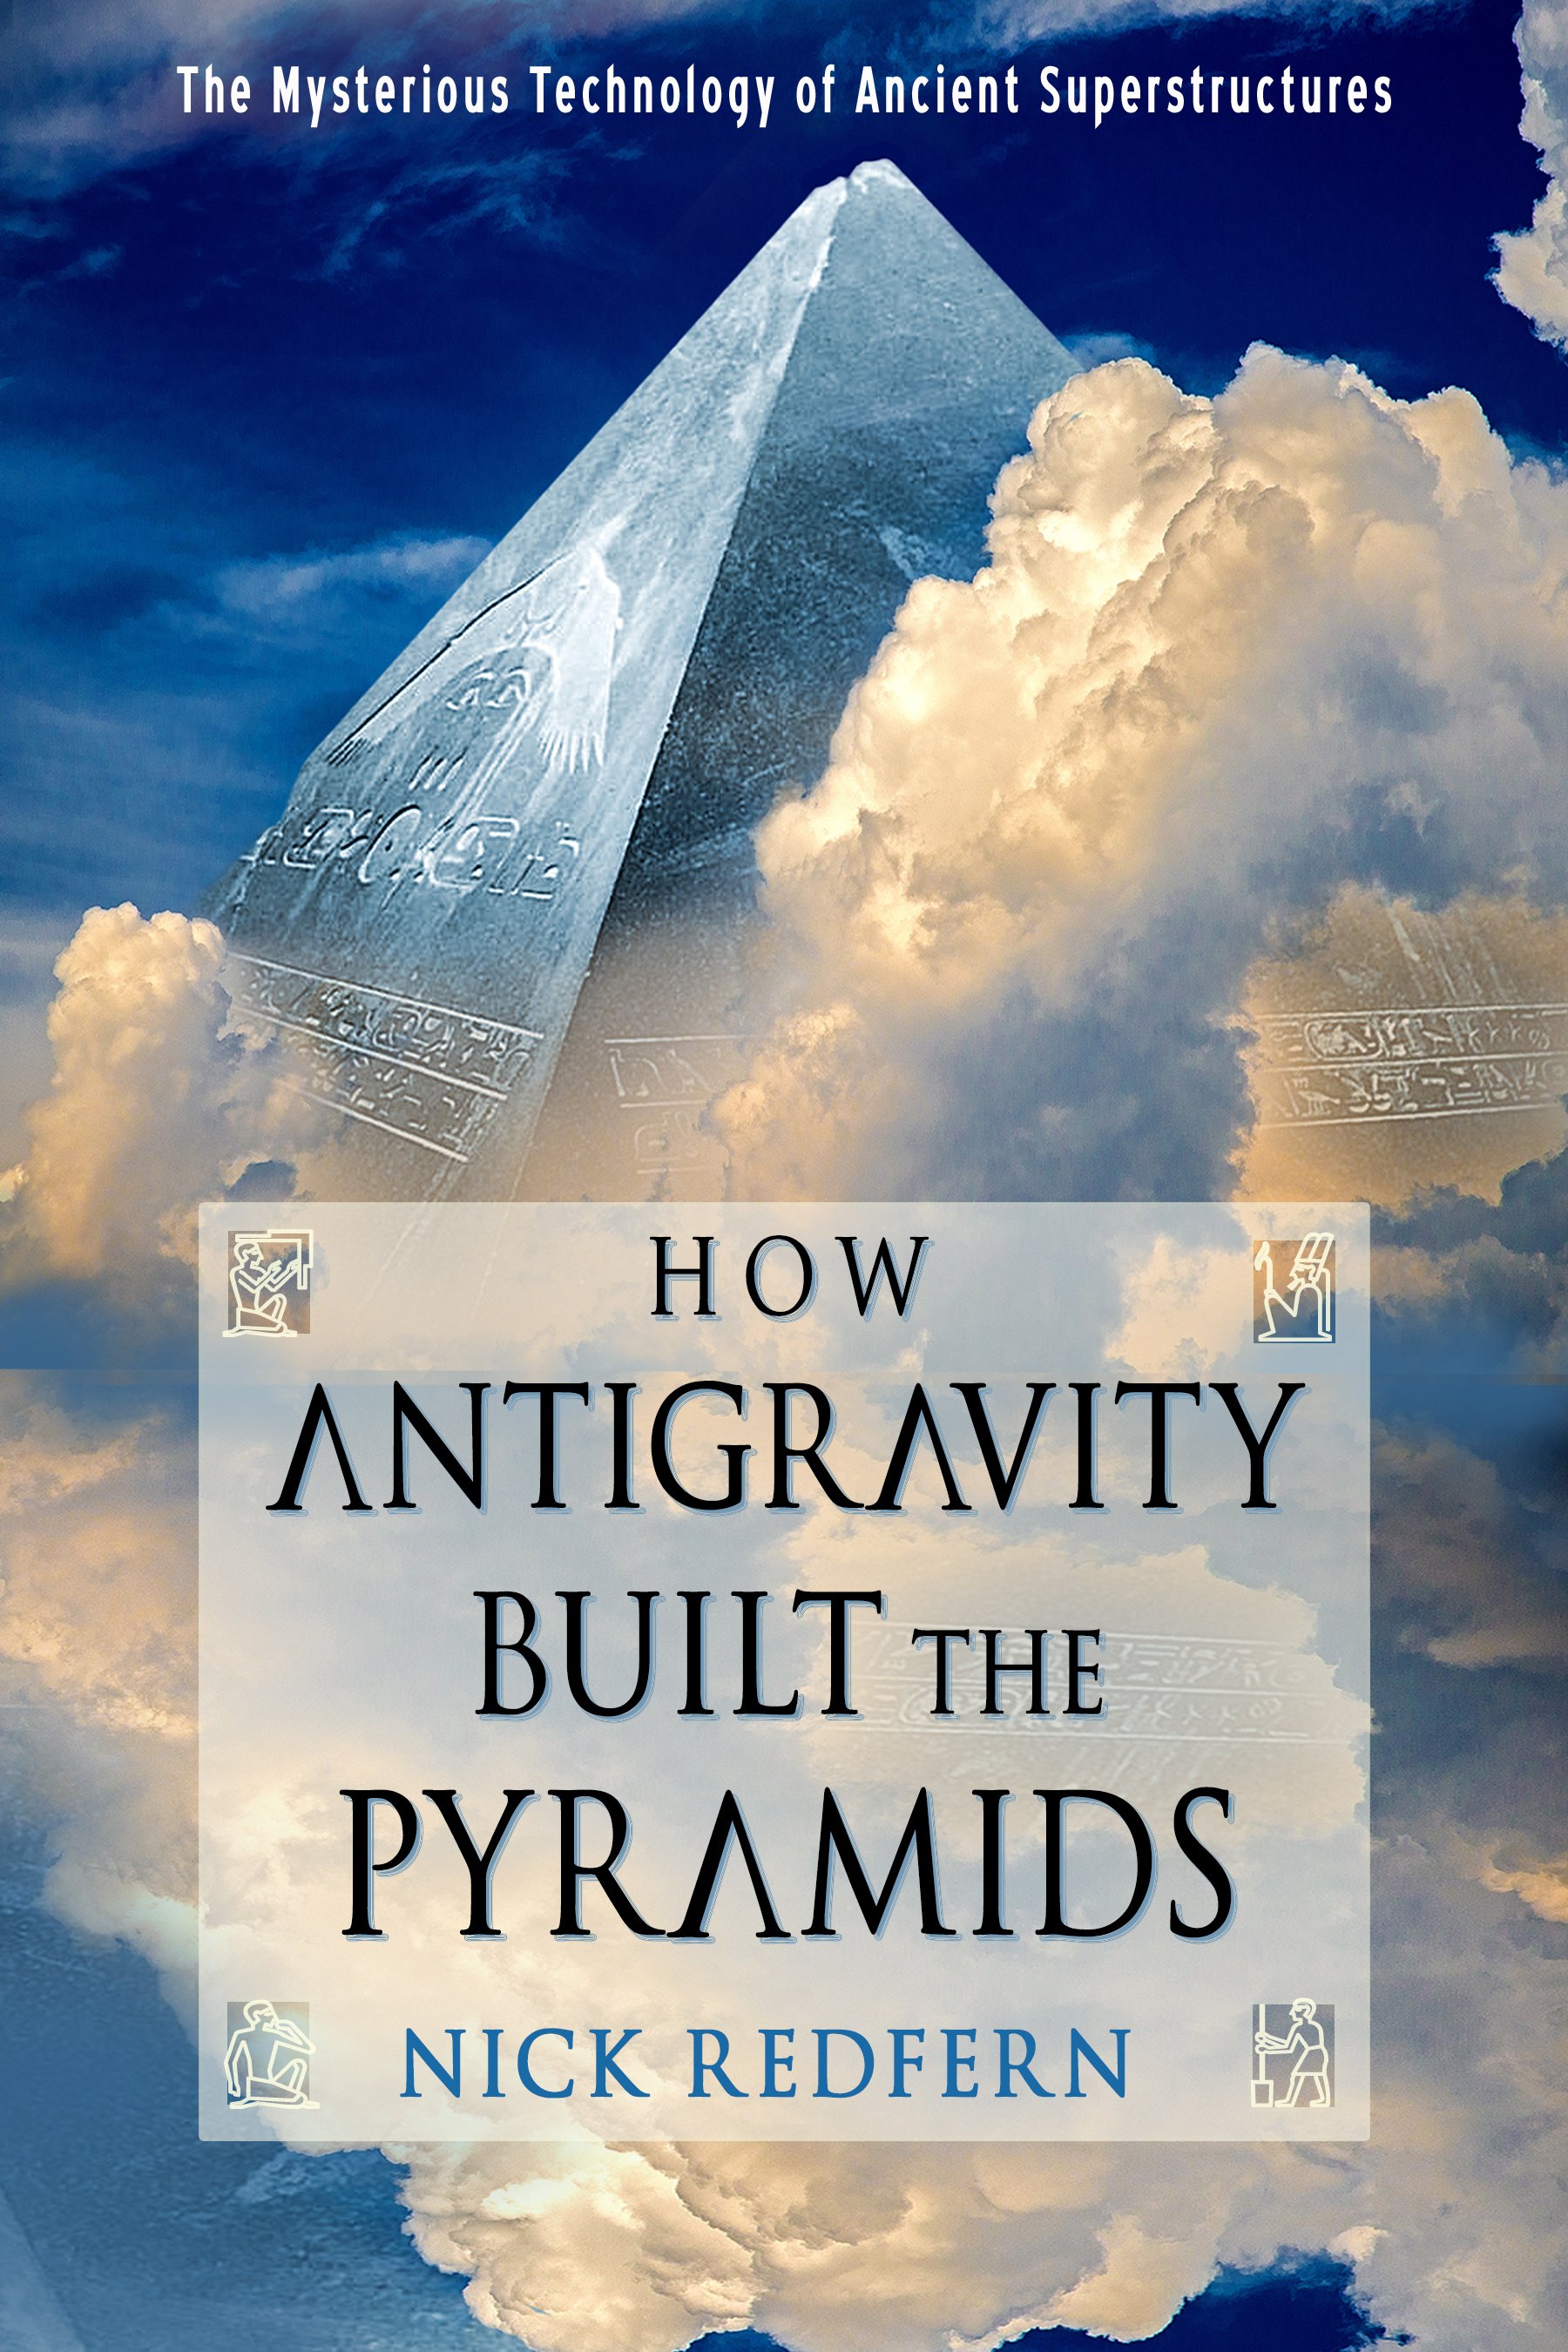 The Mysterious Technology of Ancient Superstructures
HOW
ANTIGRAVITY
BUILT THE
PYRAMIDS
NICK REDFERN